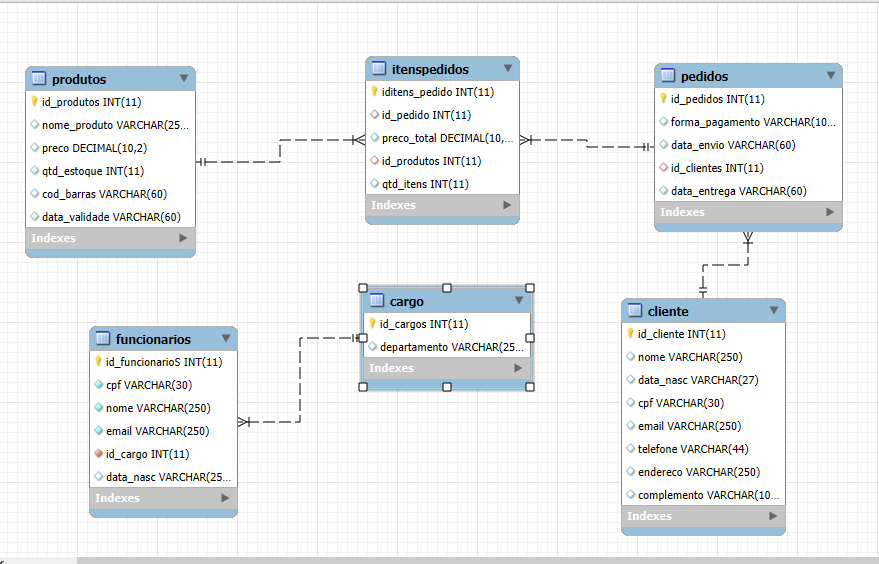 produtos
id_produtos INT(11)
nome_produto VARCHAR(25...
preco DECIMAL(10,2)
qtd_estoque INT(11)
cod_barras VARCHAR(60)
data_validade VARCHAR(60)
Indexes
itenspedidos
iditens_pedido INT(11)
id_pedido INT(11)
preco_total DECIMAL(10,...
id_produtos INT(11)
qtd_itens INT(11)
Indexes
pedidos
id_pedidos INT(11)
forma_pagamento VARCHAR(10...
data_envio VARCHAR(60)
id_clientes INT(11)
data_entrega VARCHAR(60)
Indexes
cargo
id_cargos INT(11)
departamento VARCHAR(25...
Indexes
funcionarios
id_funcionarioS INT(11)
cpf VARCHAR(30)
nome VARCHAR(250)
email VARCHAR(250)
id_cargo INT(11)
data_nasc VARCHAR(25...
Indexes
cliente
id_cliente INT(11)
nome VARCHAR(250)
data_nasc VARCHAR(27)
cpf VARCHAR(30)
email VARCHAR(250)
telefone VARCHAR(44)
endereco VARCHAR(250)
complemento VARCHAR(10...
Indexes